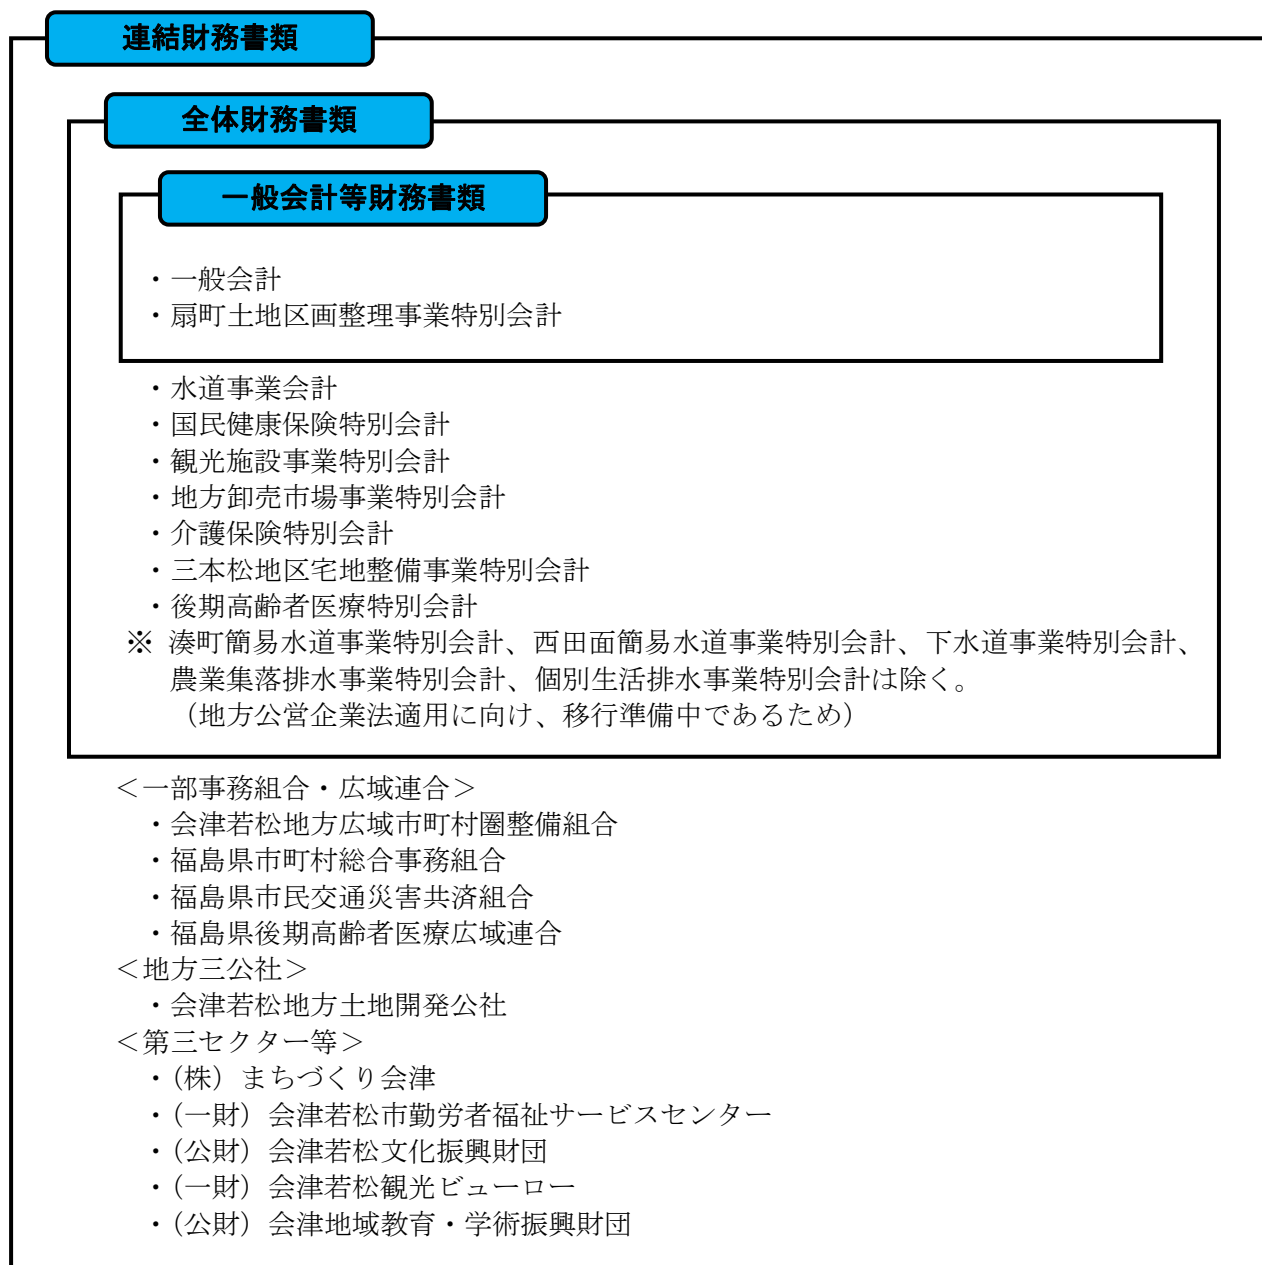 連結財務書類
全体財務書類
一般会計等財務書類
・一般会計
・扇町土地区画整理事業特別会計
・水道事業会計
・国民健康保険特別会計
・観光施設事業特別会計
・地方卸売市場事業特別会計
・介護保険特別会計
・三本松地区宅地整備事業特別会計
・後期高齢者医療特別会計
※ 湊町簡易水道事業特別会計、西田面簡易水道事業特別会計、下水道事業特別会計、
農業集落排水事業特別会計、個別生活排水事業特別会計は除く。
（地方公営企業法適用に向け、移行準備中であるため）
＜一部事務組合・広域連合＞
・会津若松地方広域市町村圏整備組合
・福島県市町村総合事務組合
・福島県市民交通災害共済組合
・福島県後期高齢者医療広域連合
＜地方三公社＞
・会津若松地方土地開発公社
＜第三セクター等＞
・（株）まちづくり会津
・（一財）会津若松市勤労者福祉サービスセンター
・（公財）会津若松文化振興財団
・（一財）会津若松観光ビューロー
・（公財）会津地域教育・学術振興財団